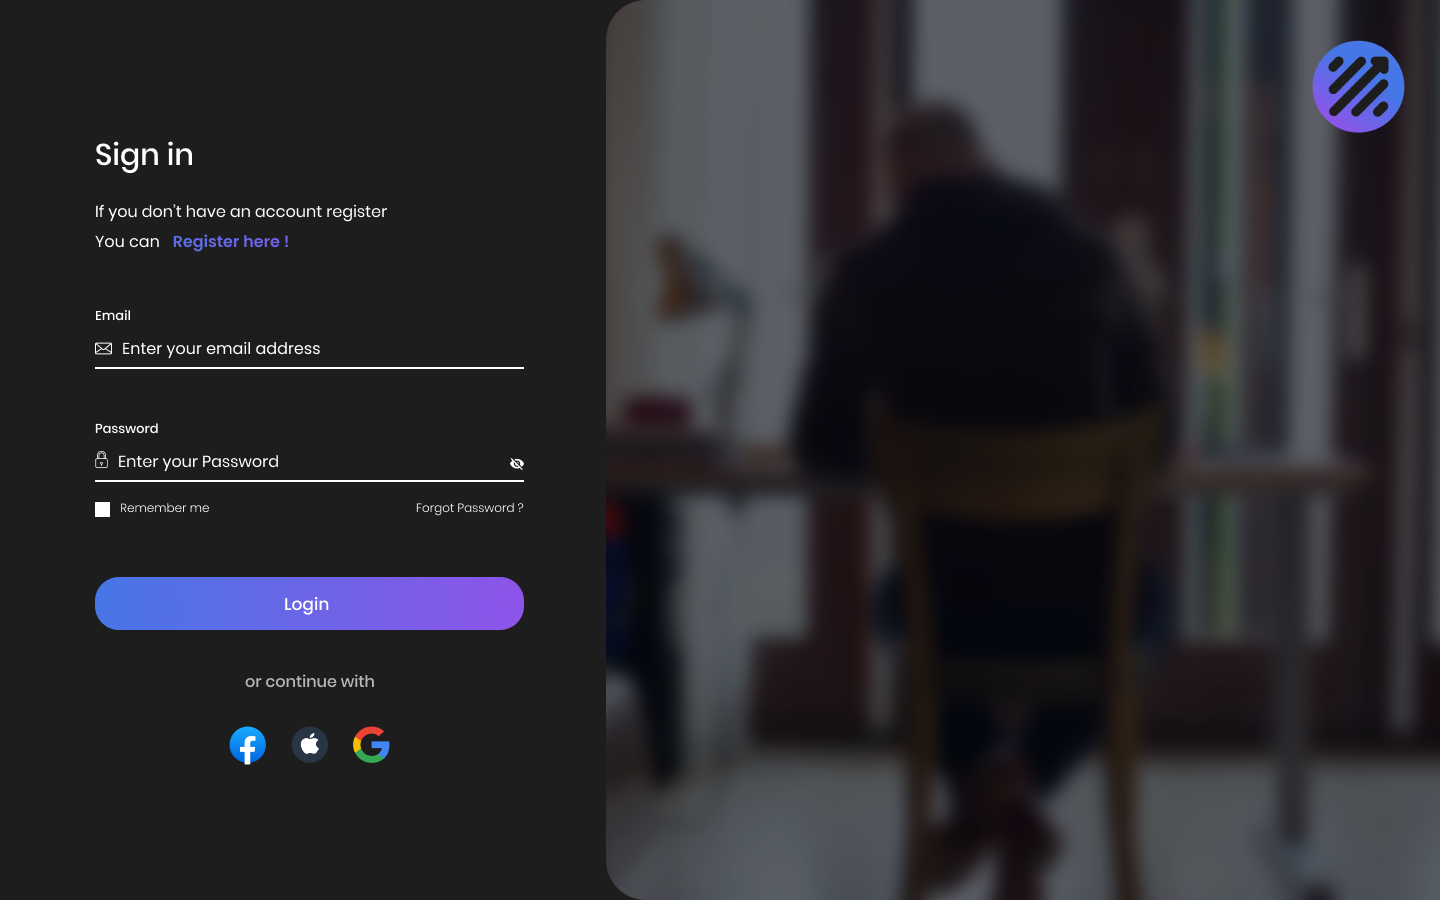 Sign in
If you don't have an account register
You can Register here !
Email
Enter your email address
Password
Enter your Password
Remember me
Forgot Password ?
Login
or continue with